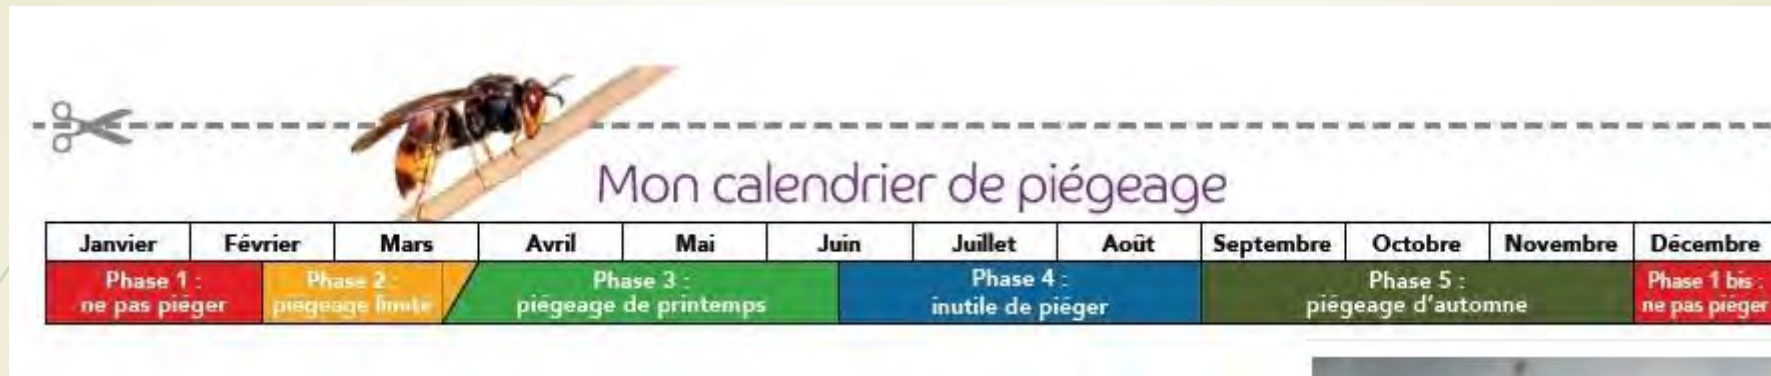 Mon calendrier de piégeage
Janvier Février Mars Avril Mai Juin Juillet Août Septembre Octobre Novembre Décembre
Phase 1 :
ne pas piéger
Phase 2 :
piégeage limité
Phase 3 :
piégeage de printemps
Phase 4 :
inutile de piéger
Phase 5 :
piégeage d'automne
Phase 1 bis :
ne pas piéger